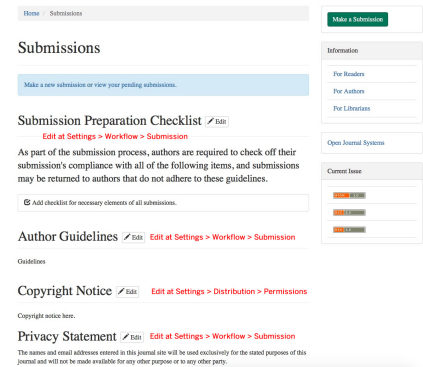 Home / Submissions
Submissions
Make a new submission or view your pending submissions.
Submission Preparation Checklist Edit
Edit at Settings > Workflow > Submission
As part of the submission process, authors are required to check off their
submission's compliance with all of the following items, and submissions
may be returned to authors that do not adhere to these guidelines.
Add checklist for necessary elements of all submissions.
Author Guidelines Edit Edit at Settings > Workflow > Submission
Guidelines
Copyright Notice Edit Edit at Settings > Distribution > Permissions
Copyright notice here.
Privacy Statement Edit Edit at Settings > Workflow > Submission
The names and email addresses entered in this journal site will be used exclusively for the stated purposes of this
journal and will not be made available for any other purpose or to any other party.
Make a Submission
Information
For Readers
For Authors
For Librarians
Open Journal Systems
Current Issue